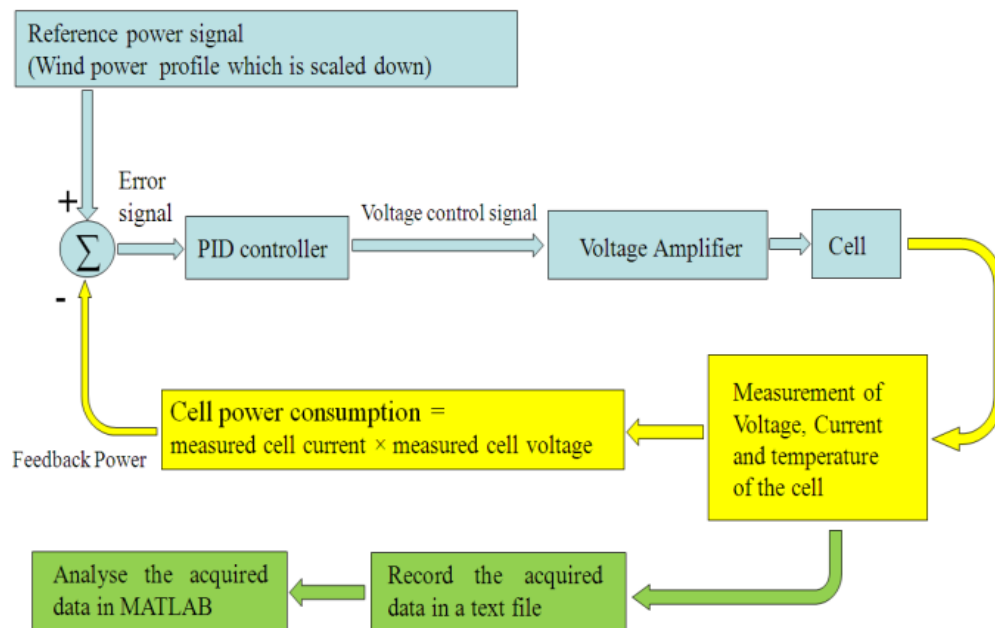 Reference power signal
(Wind power profile which is scaled down)
+
Error
signal
Voltage control signal
∑
PID controller
Voltage Amplifier
Cell
-
Measurement of
Voltage, Current
and temperature
of the cell
Cell power consumption =
measured cell current × measured cell voltage
Feedback Power
Analyse the acquired
data in MATLAB
Record the acquired
data in a text file